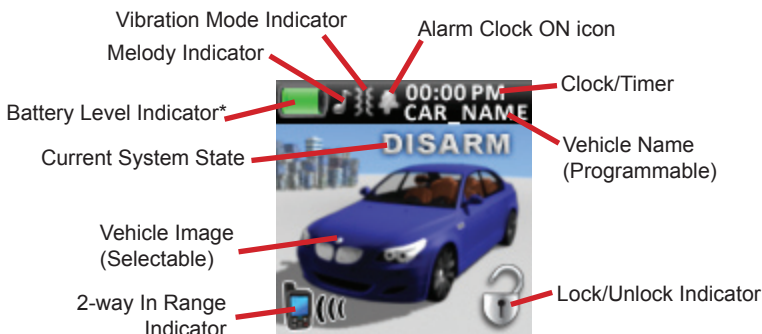 Vibration Mode Indicator
Alarm Clock ON icon
Melody Indicator
Clock/Timer
00:00 PM
CAR_NAME
Battery Level Indicator*
Current System State
DISARM
Vehicle Name
(Programmable)
Vehicle Image
(Selectable)
2-way In Range
Indicator
Lock/Unlock Indicator